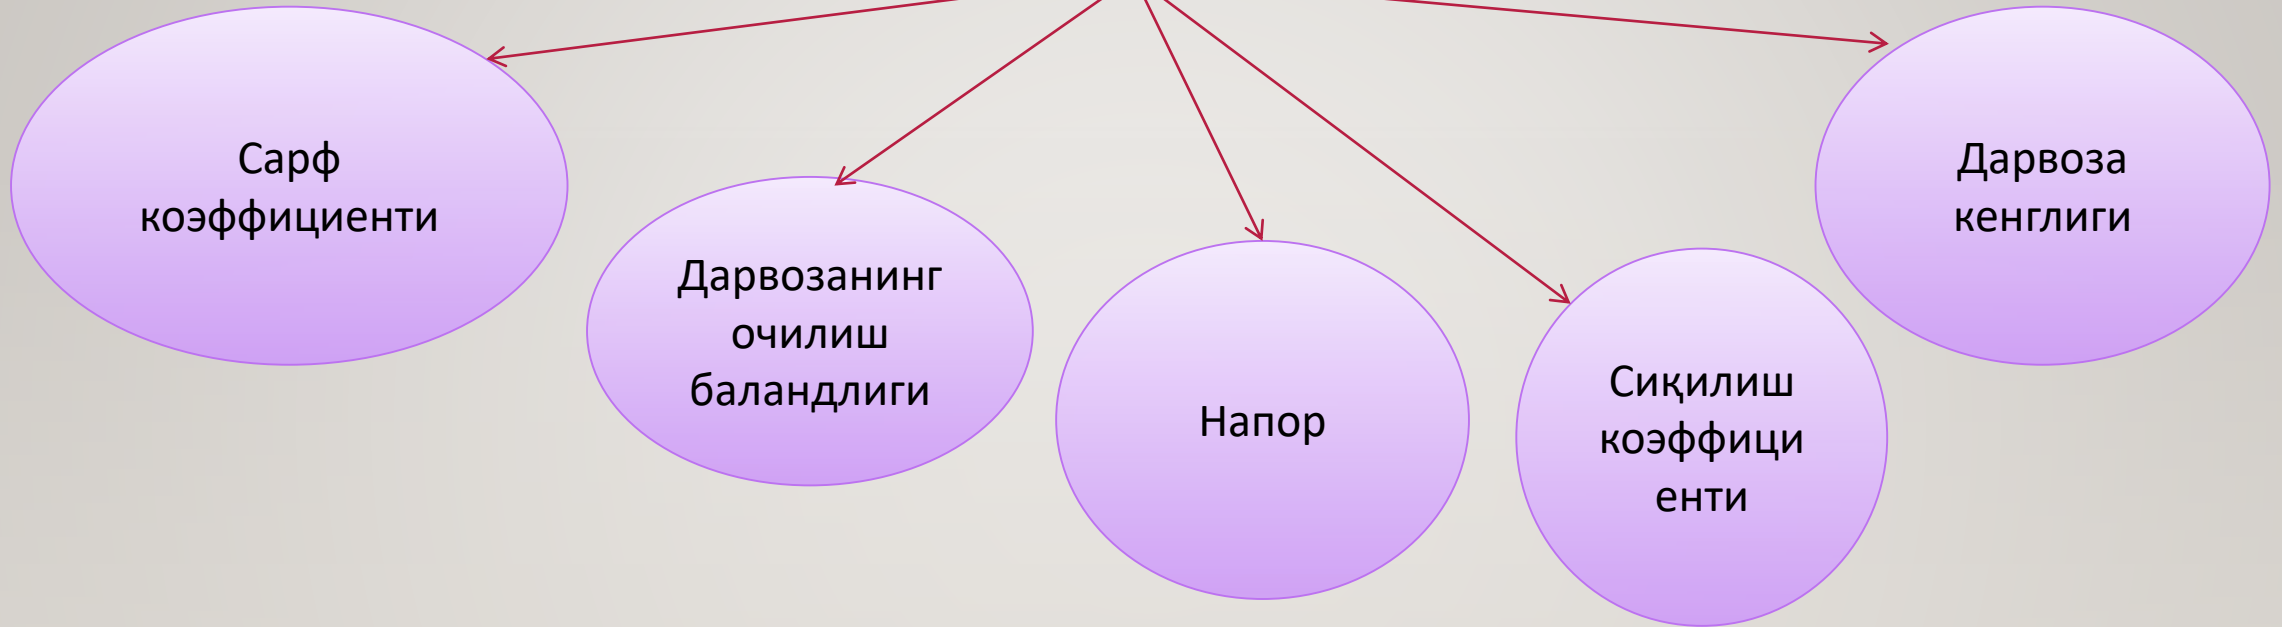 Сарф
коэффициенти
Дарвозанинг
очилиш
баландлиги
Напор
Сиқилиш
коэффици
енти
Дарвоза
кенглиги